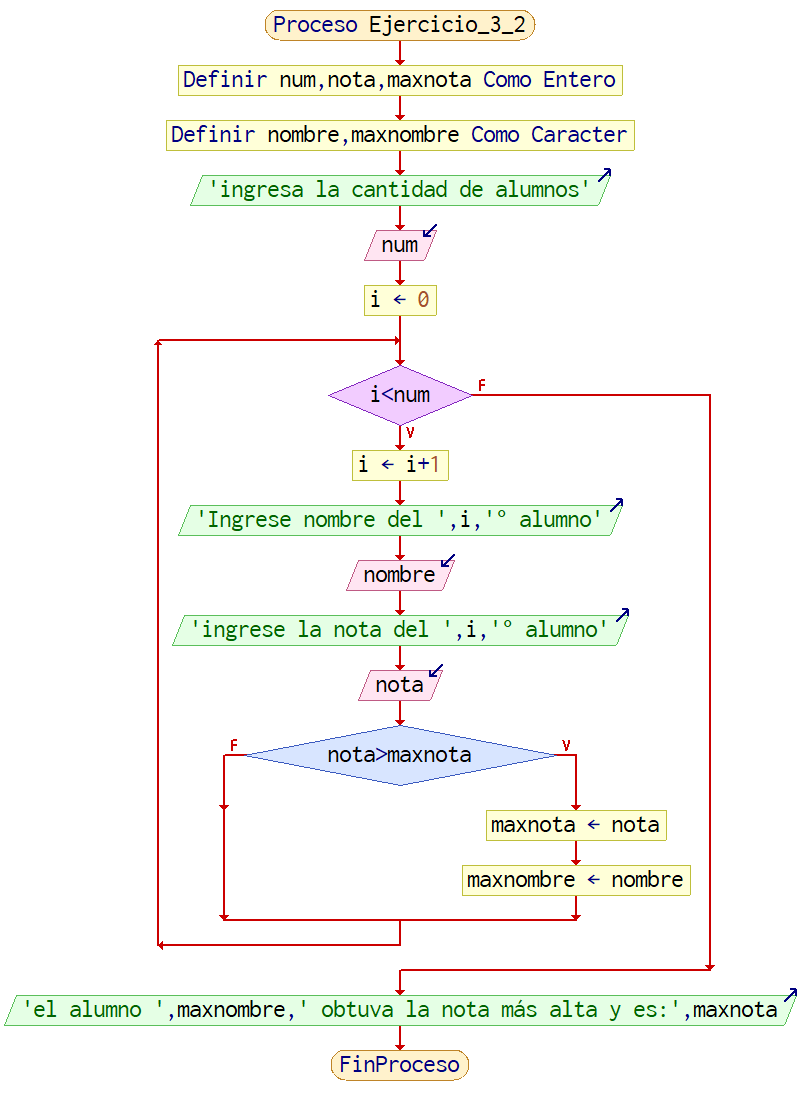 Proceso Ejercicio_3_2
Definir num,nota,maxnota Como Entero
Definir nombre,maxnombre Como Caracter
'ingresa la cantidad de alumnos'
num
i ← 0
i<num
F
V
i ← i+1
'Ingrese nombre del ',i,'° alumno'
nombre
'ingrese la nota del ',i,'° alumno'
nota
F
nota>maxnota
V
maxnota ← nota
maxnombre ← nombre
'el alumno ',maxnombre,' obtuva la nota más alta y es:',maxnota
FinProceso